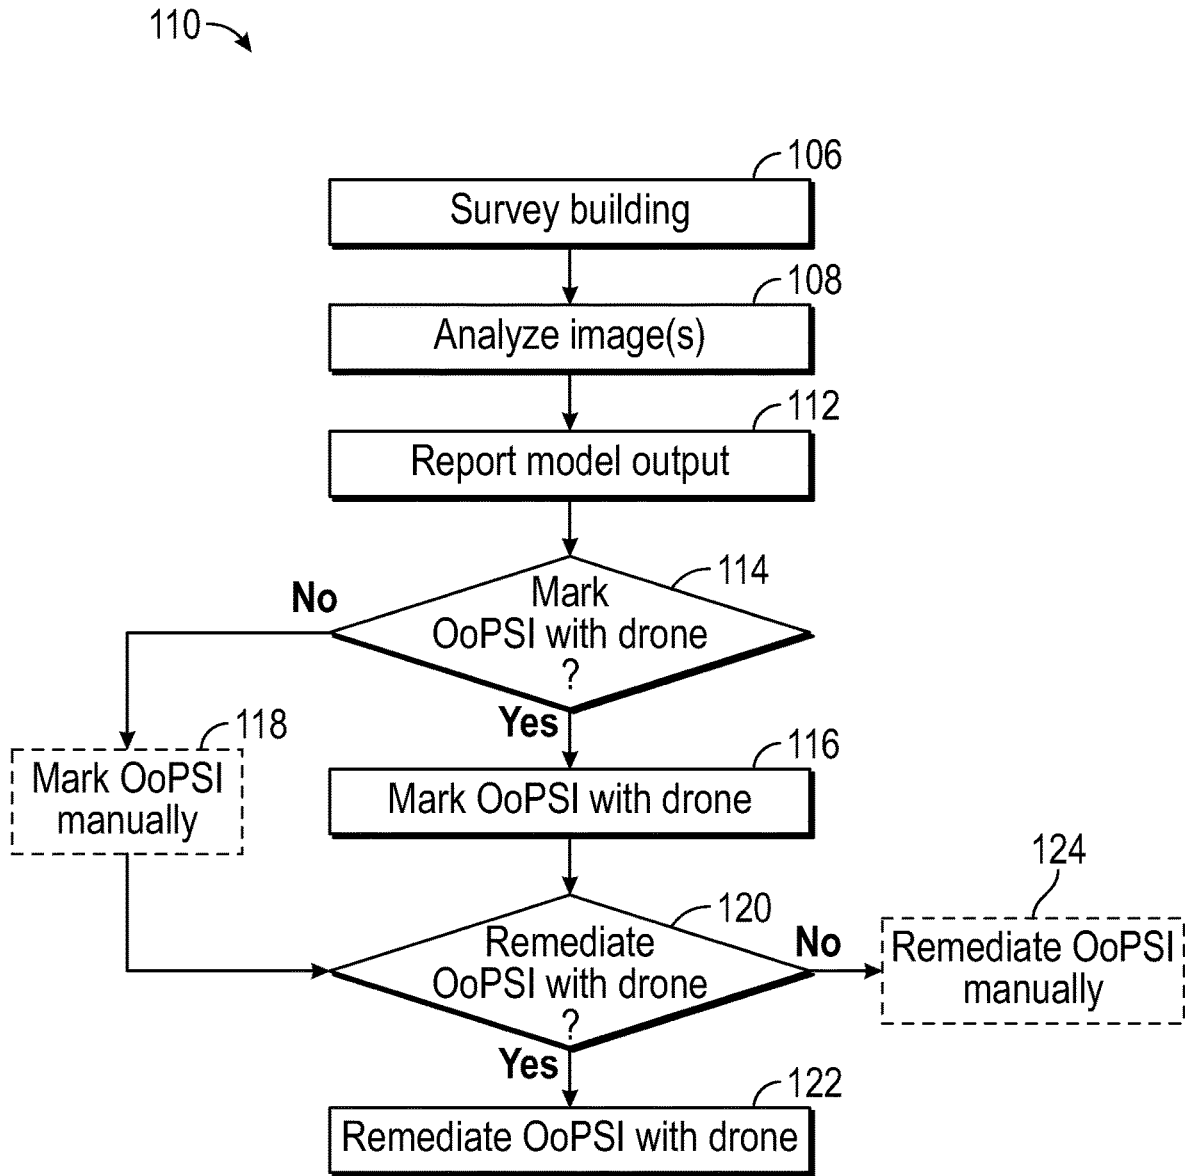 110
106
Survey building
108
Analyze image(s)
112
Report model output
114
No
Mark
OoPSI with drone
?
Yes
118
Mark OoPSI
manually
116
Mark OoPSI with drone
120
Remediate
OoPSI with drone
?
No
124
Remediate OoPSI
manually
Yes
122
Remediate OoPSI with drone